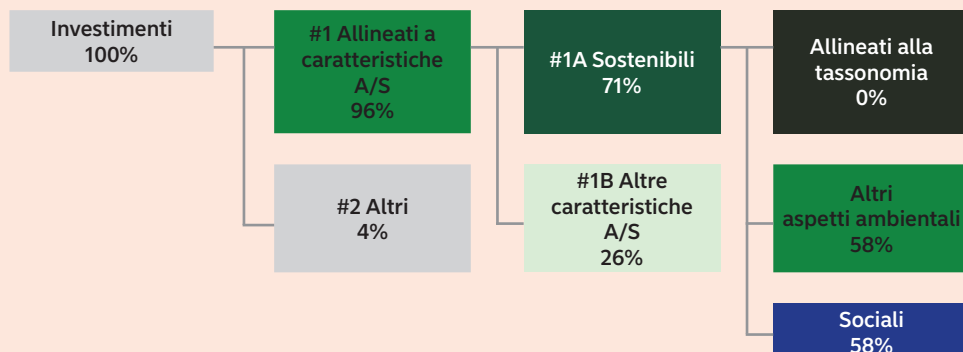 Investimenti
100%
#1 Allineati a
caratteristiche
A/S
96%
#1A Sostenibili
71%
Allineati alla
tassonomia
0%
#2 Altri
4%
#1B Altre
caratteristiche
A/S
26%
Altri
aspetti ambientali
58%
Sociali
58%